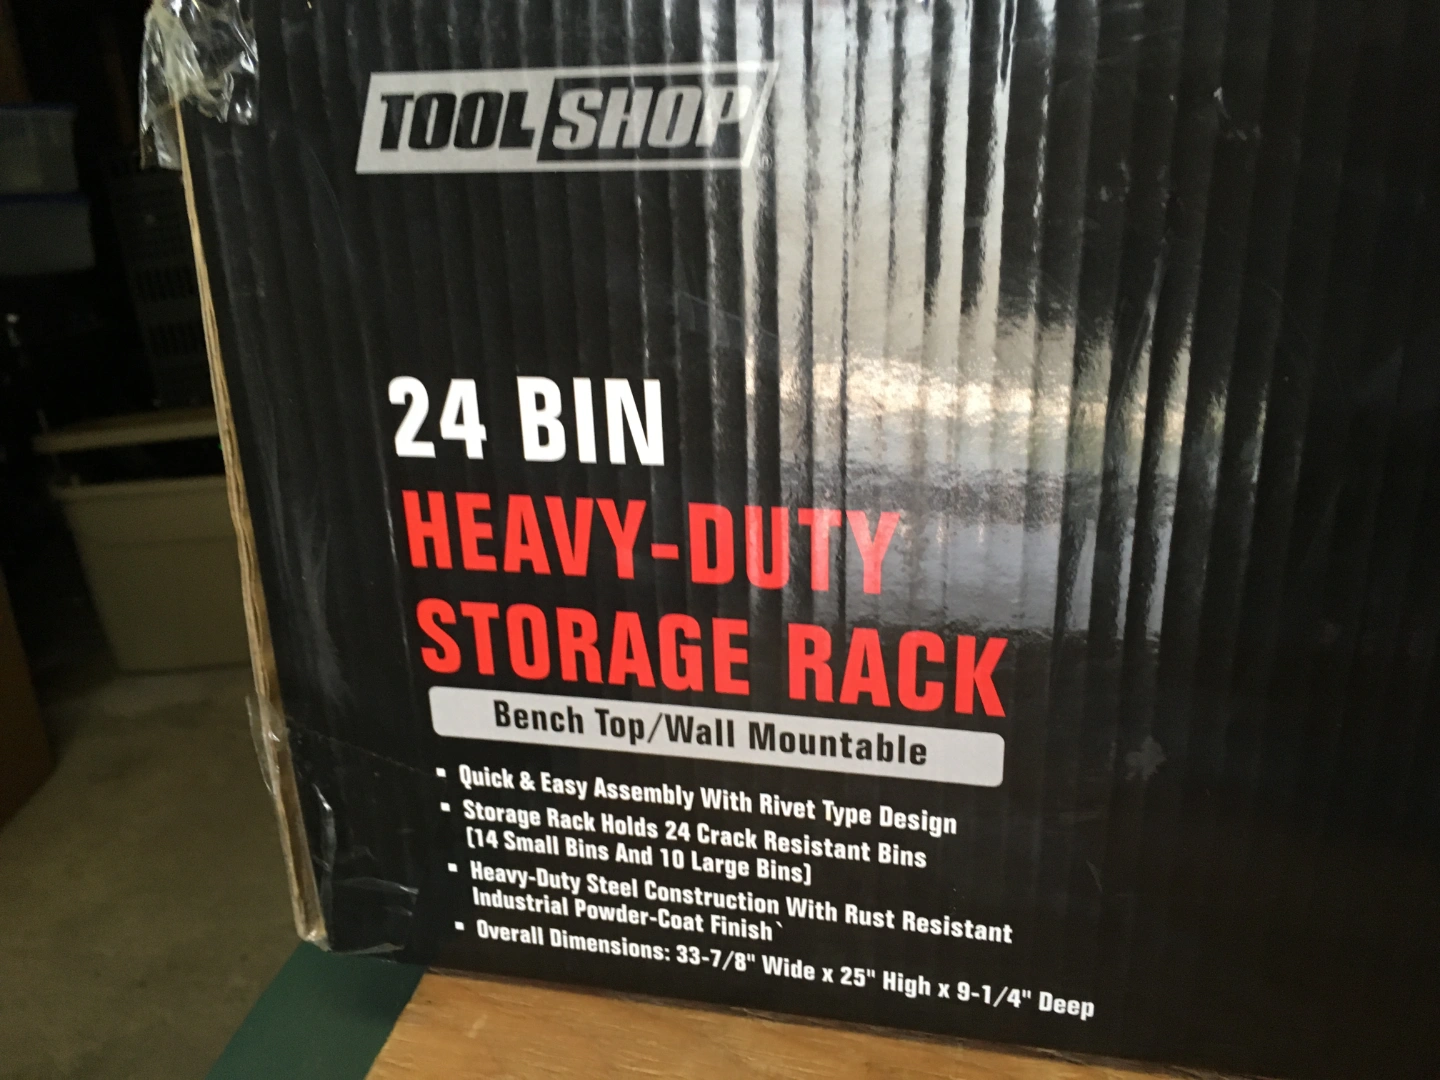 TOOL SHOP
24 BIN
HEAVY-DUTY
STORAGE RACK
Bench Top/Wall Mountable
▪ Quick & Easy Assembly With Rivet Type Design
▪ Storage Rack Holds 24 Crack Resistant Bins
[14 Small Bins And 10 Large Bins]
▪ Heavy-Duty Steel Construction With Rust Resistant
Industrial Powder-Coat Finish`
▪ Overall Dimensions: 33-7/8" Wide x 25" High x 9-1/4" Deep